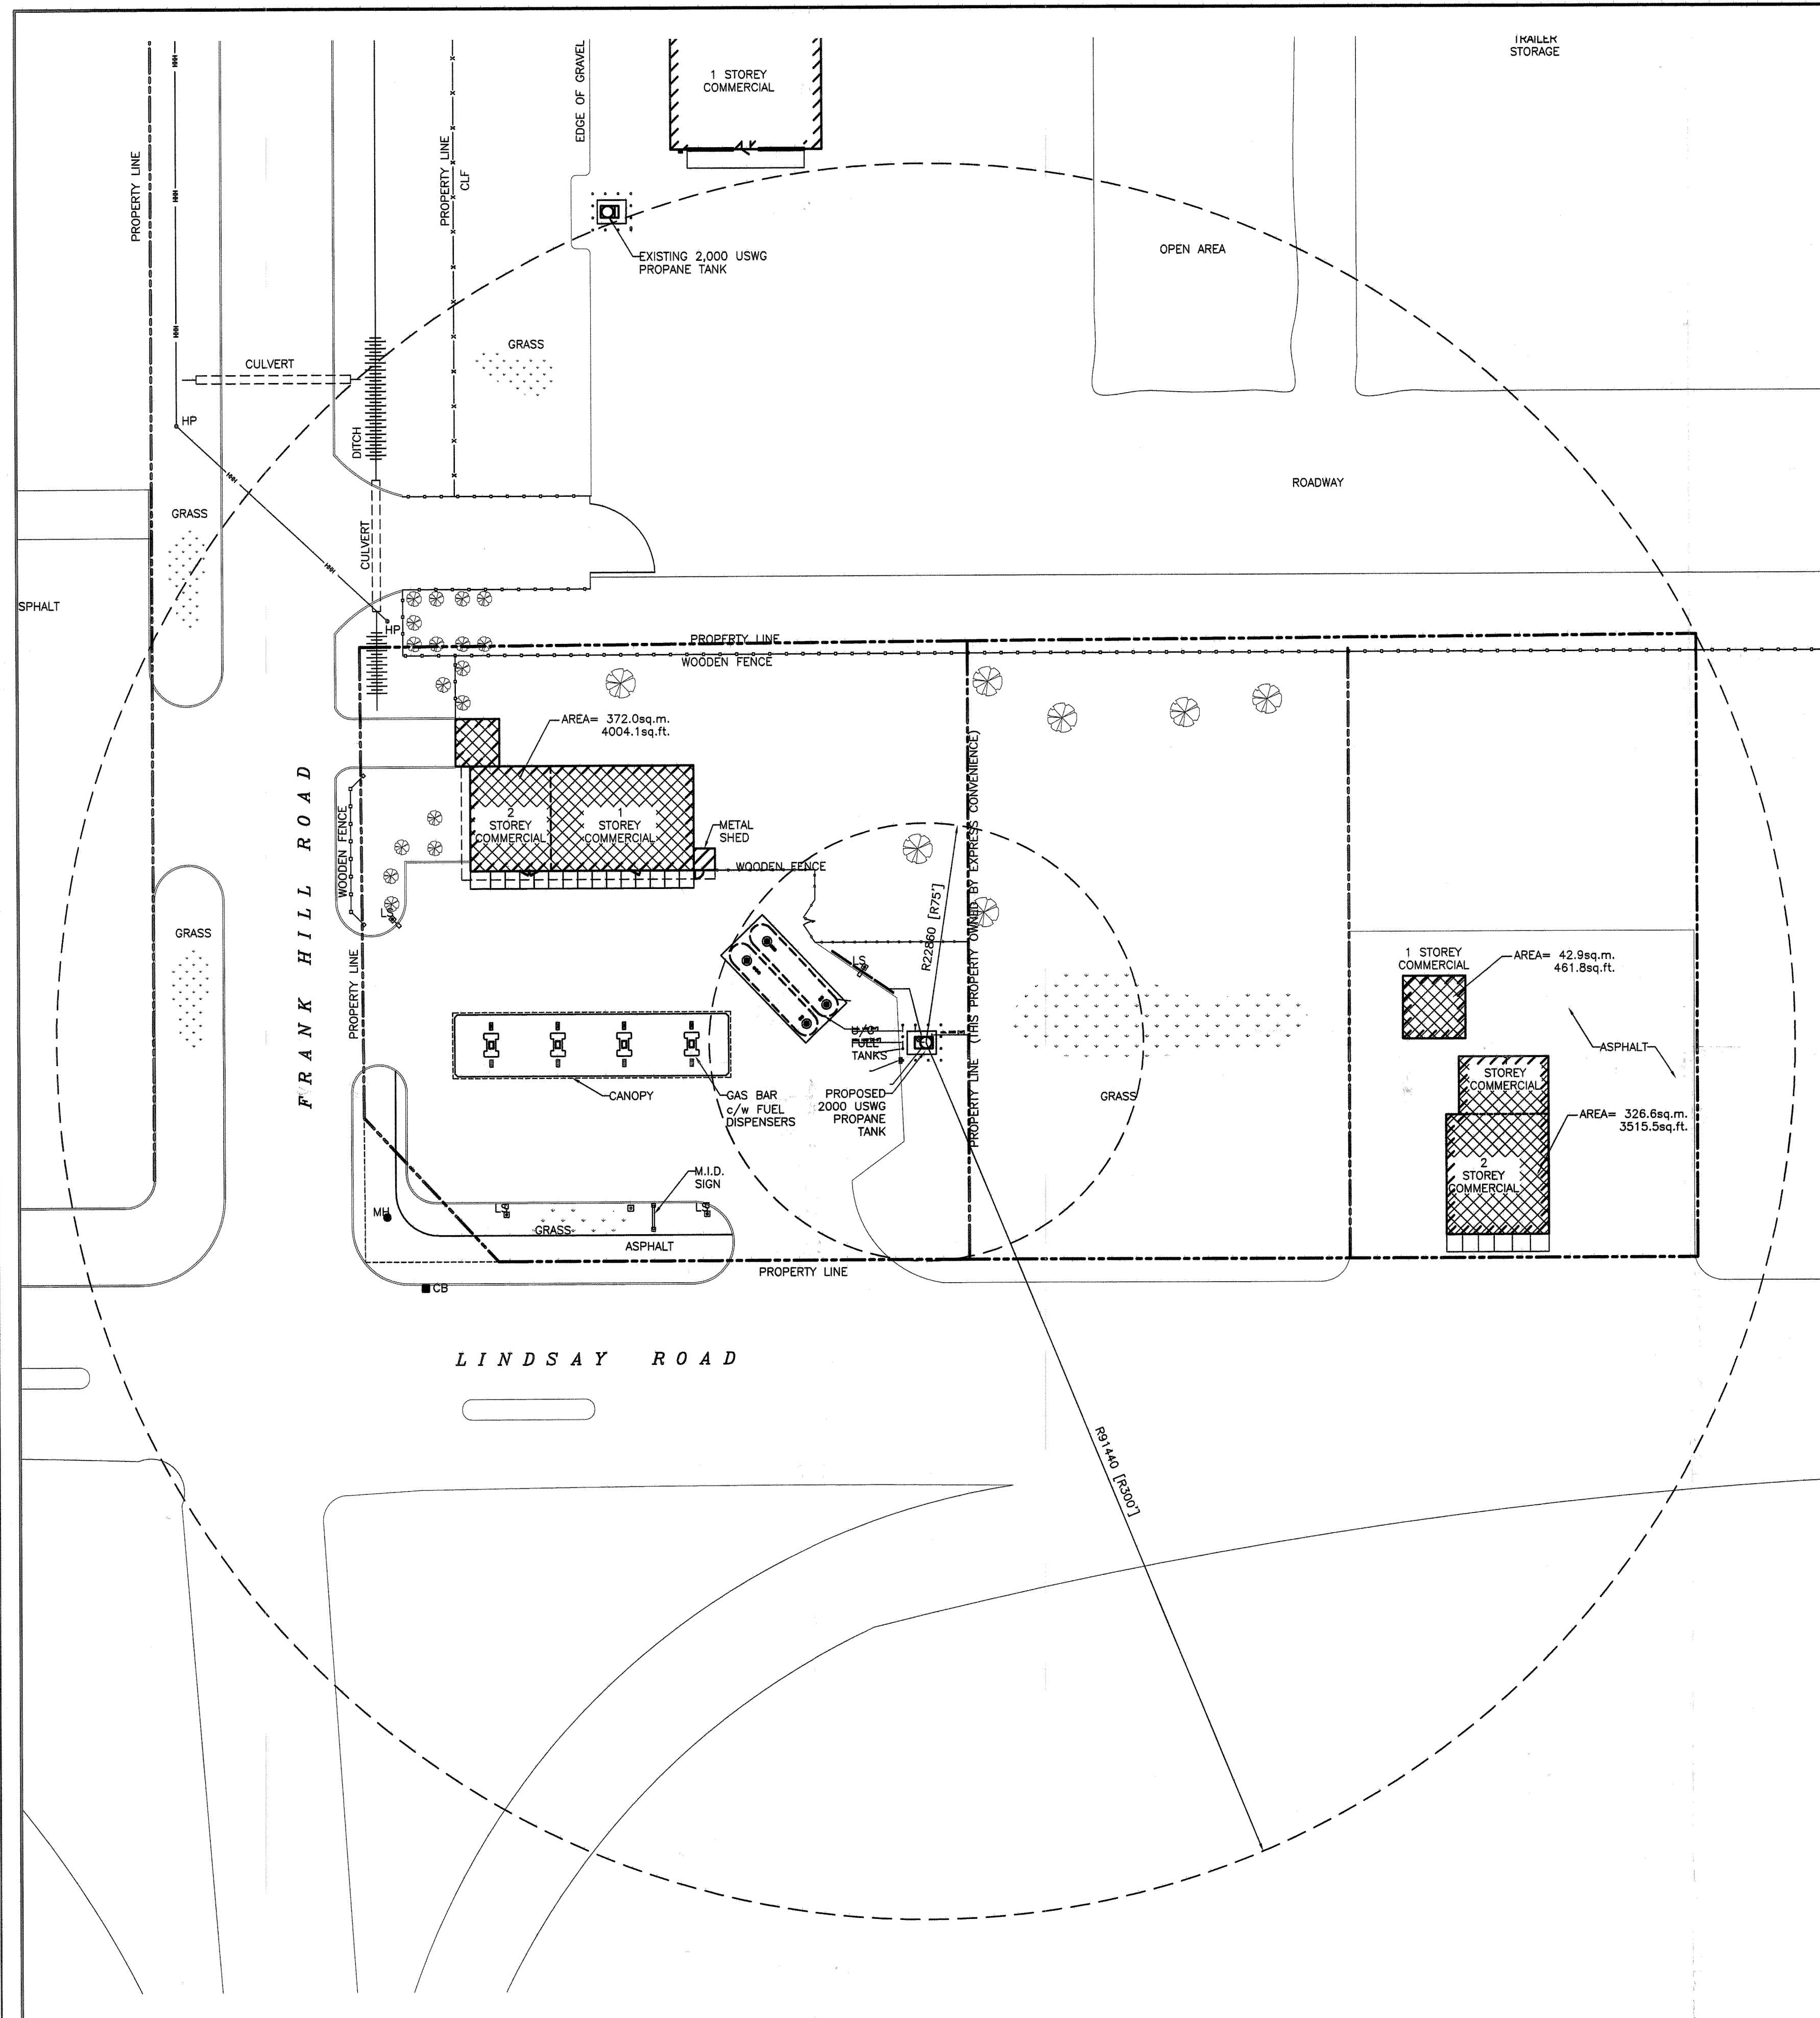 TRAILER
STORAGE
1 STOREY
COMMERCIAL
EDGE OF GRAVEL
PROPERTY LINE
PROPERTY LINE
CLF
EXISTING 2,000 USWG
PROPANE TANK
OPEN AREA
GRASS
CULVERT
HP
DITCH
ROADWAY
GRASS
CULVERT
SPHALT
HP
PROPERTY LINE
WOODEN FENCE
AREA= 372.0sq.m.
4004.1sq.ft.
FRANK HILL ROAD
WOODEN FENCE
2
STOREY
COMMERCIAL
1
STOREY
COMMERCIAL
METAL
SHED
WOODEN FENCE
LS
GRASS
PROPERTY LINE
R22860 [R75']
PROPERTY LINE (THIS PROPERTY OWNED BY EXPRESS CONVENIENCE)
LS
1 STOREY
COMMERCIAL
AREA= 42.9sq.m.
461.8sq.ft.
U/G
FUEL
TANKS
ASPHALT
STOREY
COMMERCIAL
CANOPY
GAS BAR
c/w FUEL
DISPENSERS
PROPOSED
2000 USWG
PROPANE
TANK
GRASS
AREA= 326.6sq.m.
3515.5sq.ft.
2
STOREY
COMMERCIAL
M.I.D.
SIGN
MH
LS
GRASS
LS
ASPHALT
PROPERTY LINE
CB
LINDSAY ROAD
R91440 [R300']